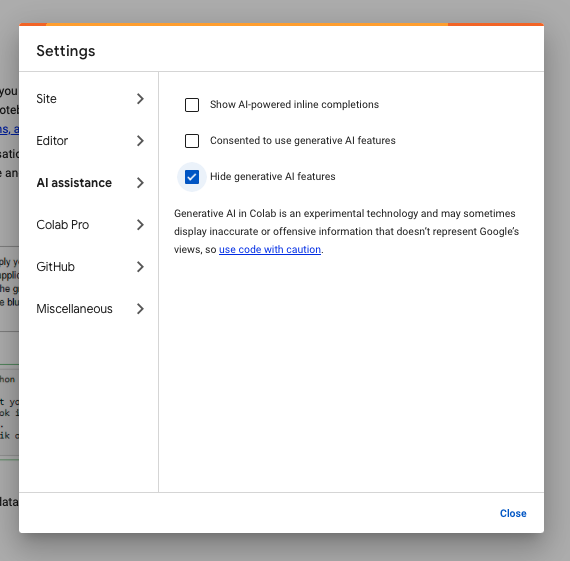 Settings
Site
Editor
AI assistance
Colab Pro
GitHub
Miscellaneous
Show AI-powered inline completions
Consented to use generative AI features
Hide generative AI features
Generative AI in Colab is an experimental technology and may sometimes
display inaccurate or offensive information that doesn't represent Google's
views, so use code with caution.
Close
you